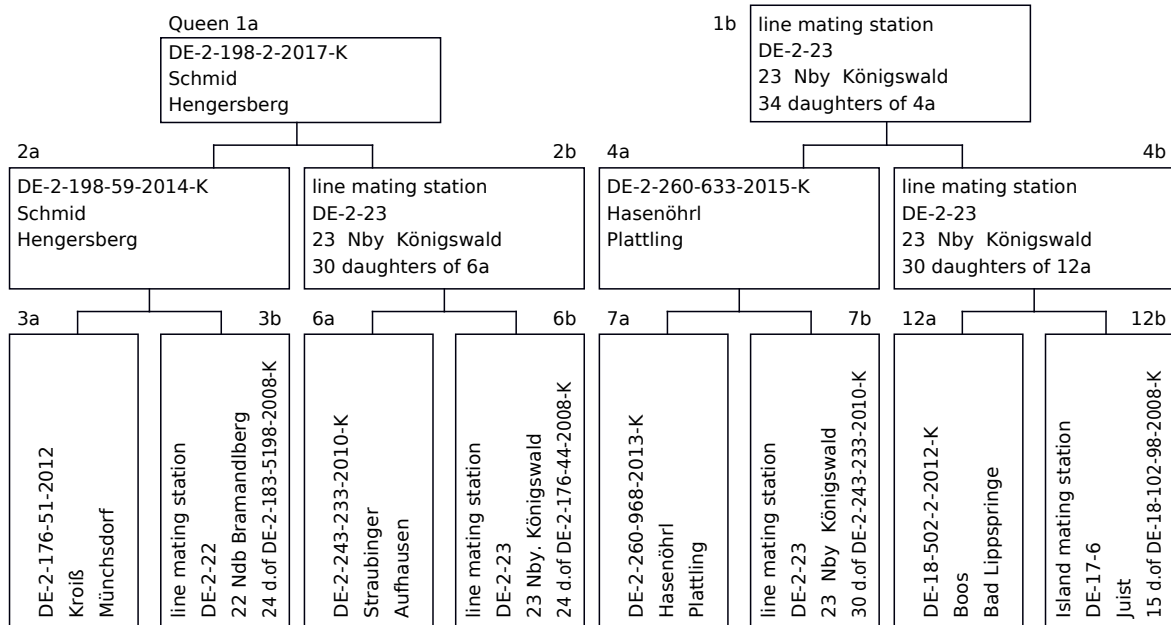 Queen 1a
DE-2-198-2-2017-K
Schmid
Hengersberg
1b
line mating station
DE-2-23
23 Nby Königswald
34 daughters of 4a
2a
DE-2-198-59-2014-K
Schmid
Hengersberg
2b
line mating station
DE-2-23
23 Nby Königswald
30 daughters of 6a
4a
DE-2-260-633-2015-K
Hasenöhrl
Plattling
4b
line mating station
DE-2-23
23 Nby Königswald
30 daughters of 12a
3a
DE-2-176-51-2012
Kroiß
Münchsdorf
3b
line mating station
DE-2-22
22 Ndb Bramandlberg
24 d.of DE-2-183-5198-2008-K
6a
DE-2-243-233-2010-K
Straubinger
Aufhausen
6b
line mating station
DE-2-23
23 Nby. Königswald
24 d.of DE-2-176-44-2008-K
7a
DE-2-260-968-2013-K
Hasenöhrl
Plattling
7b
line mating station
DE-2-23
23 Nby Königswald
30 d.of DE-2-243-233-2010-K
12a
DE-18-502-2-2012-K
Boos
Bad Lippspringe
12b
Island mating station
DE-17-6
Juist
15 d.of DE-18-102-98-2008-K